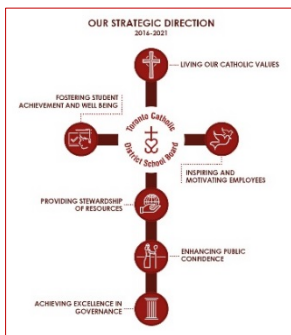 OUR STRATEGIC DIRECTION
2016-2021
LIVING OUR CATHOLIC VALUES
FOSTERING STUDENT
ACHIEVEMENT AND WELL BEING
Toronto Catholic
District School Board
INSPIRING AND
MOTIVATING EMPLOYEES
PROVIDING STEWARDSHIP
OF RESOURCES
ENHANCING PUBLIC
CONFIDENCE
ACHIEVING EXCELLENCE IN
GOVERNANCE